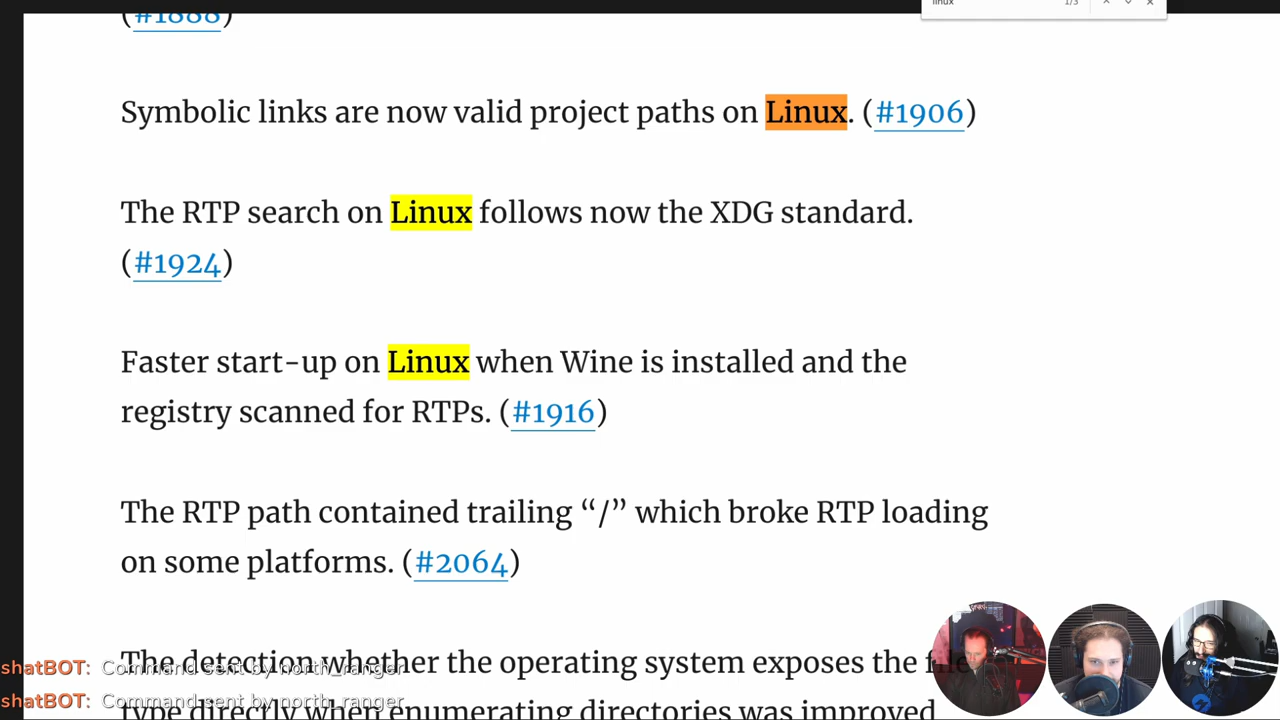 (#1888)
linux 1/3
Symbolic links are now valid project paths on Linux. (#1906)
The RTP search on Linux follows now the XDG standard.
(#1924)
Faster start-up on Linux when Wine is installed and the
registry scanned for RTPs. (#1916)
The RTP path contained trailing “/” which broke RTP loading
on some platforms. (#2064)
The detection whether the operating system exposes the file
shatBOT: Command sent by north_ranger
type directly when enumerating directories was improved
shatBOT: Command sent by north_ranger